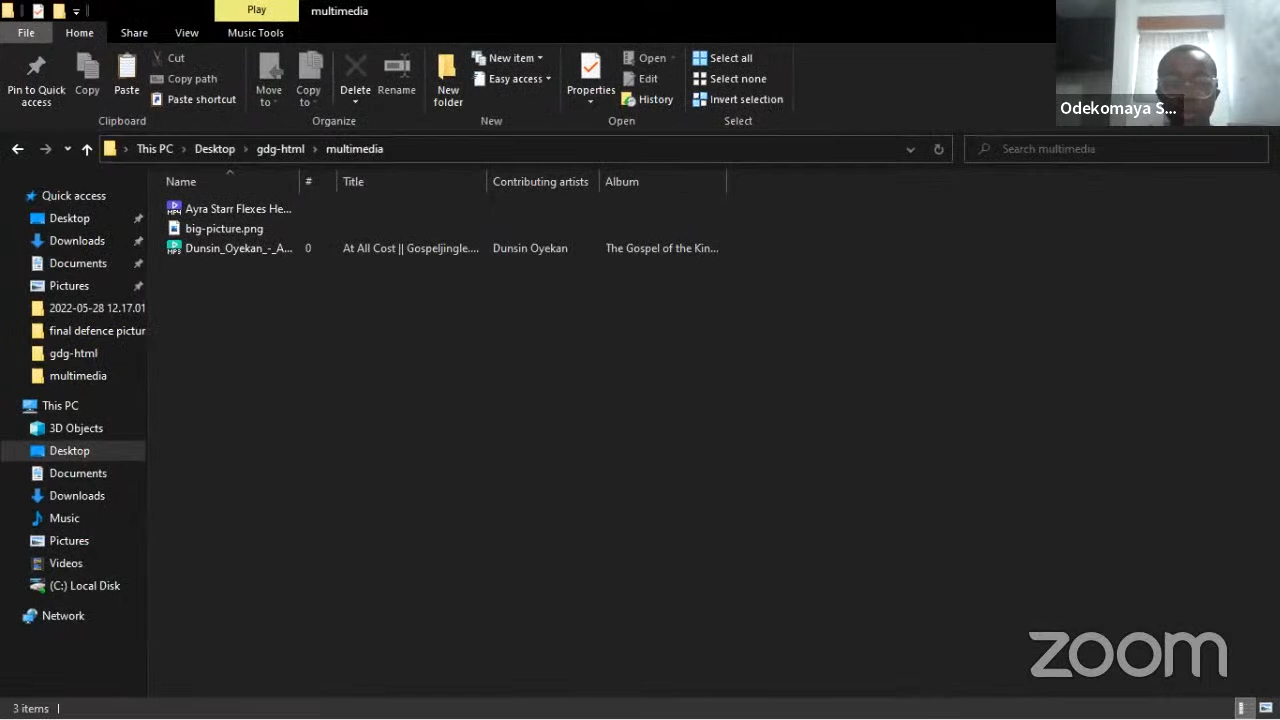 Play
multimedia
File Home Share View Music Tools
Pin to Quick access
Copy
Paste
Cut
Copy path
Paste shortcut
Clipboard
Move to
Copy to
Delete
Rename
Organize
New folder
New item
Easy access
New
Properties
Open
Edit
History
Open
Select all
Select none
Invert selection
Select
Odekomaya S...
This PC > Desktop > gdg-html > multimedia
Search multimedia
Name # Title Contributing artists Album
Ayra Starr Flexes He...
big-picture.png
Dunsin_Oyekan_-_A... 0 At All Cost || Gospeljingle.... Dunsin Oyekan The Gospel of the Kin...
Quick access
Desktop
Downloads
Documents
Pictures
2022-05-28 12.17.01
final defence pictur
gdg-html
multimedia
This PC
3D Objects
Desktop
Documents
Downloads
Music
Pictures
Videos
(C:) Local Disk
Network
zoom
3 items